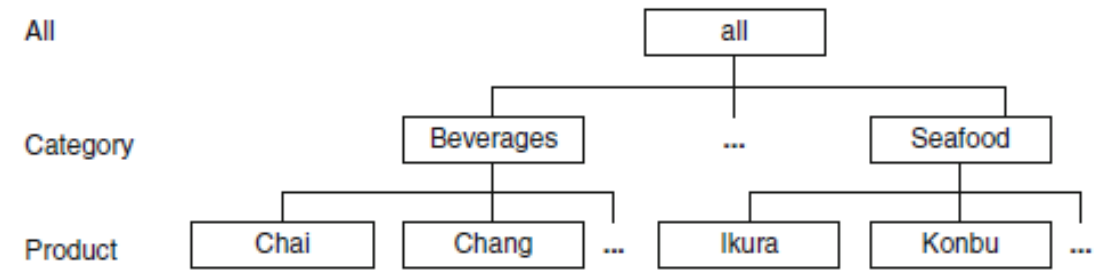 All all
Category Beverages ... Seafood
Product Chai Chang ... Ikura Konbu ...